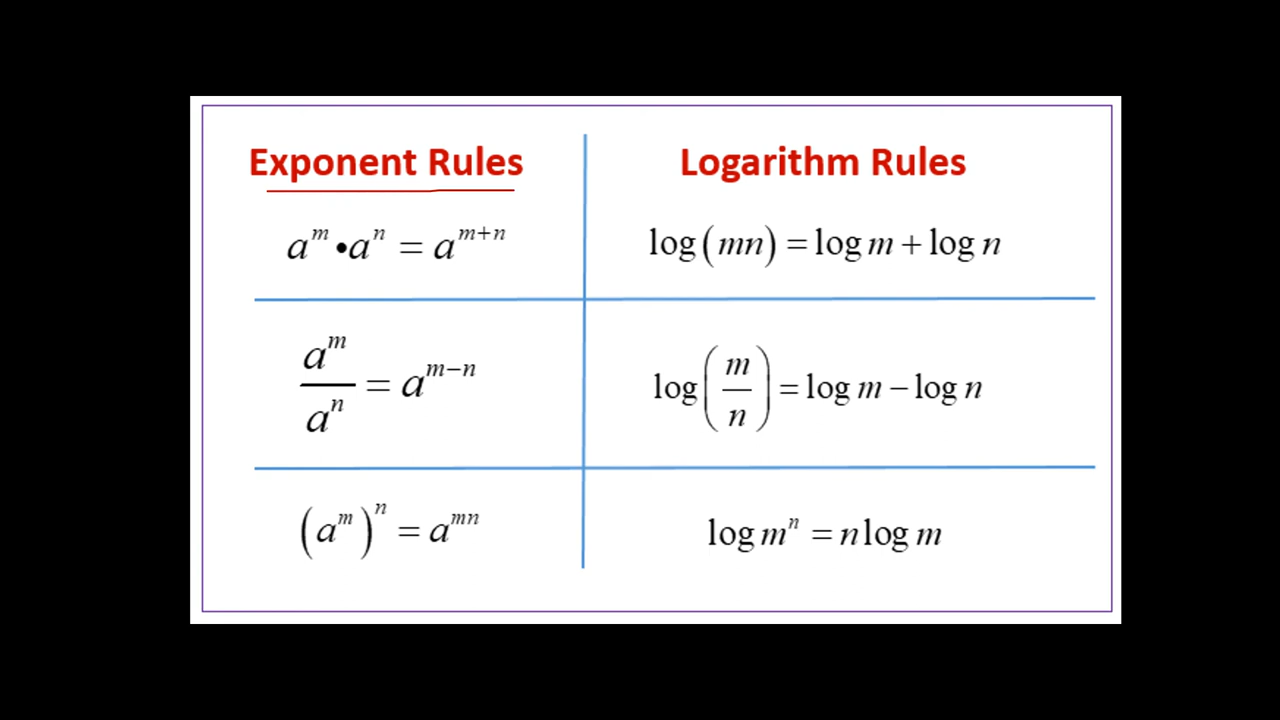 Exponent Rules
Logarithm Rules
a^m • a^n = a^{m+n}
log(mn) = log m + log n
a^m / a^n = a^{m−n}
log(m/n) = log m − log n
(a^m)^n = a^{mn}
log m^n = n log m